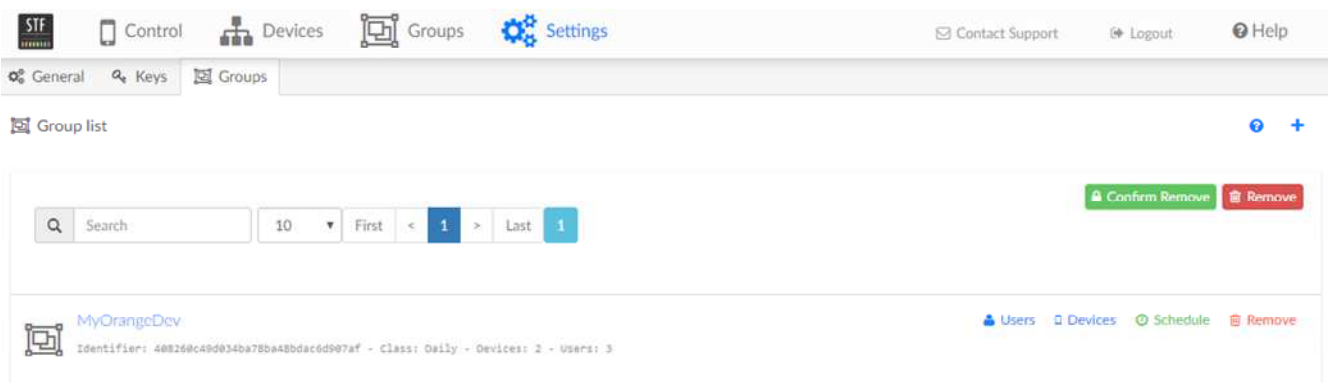 STF Control Devices Groups Settings Contact Support Logout Help
General Keys Groups
Group list
Confirm Remove Remove
Search 10 First < 1 > Last 1
MyOrangeDev Users Devices Schedule Remove
Identifier: 408260c49d034ba78ba48bdac6d907af - Class: Daily - Devices: 2 - Users: 3